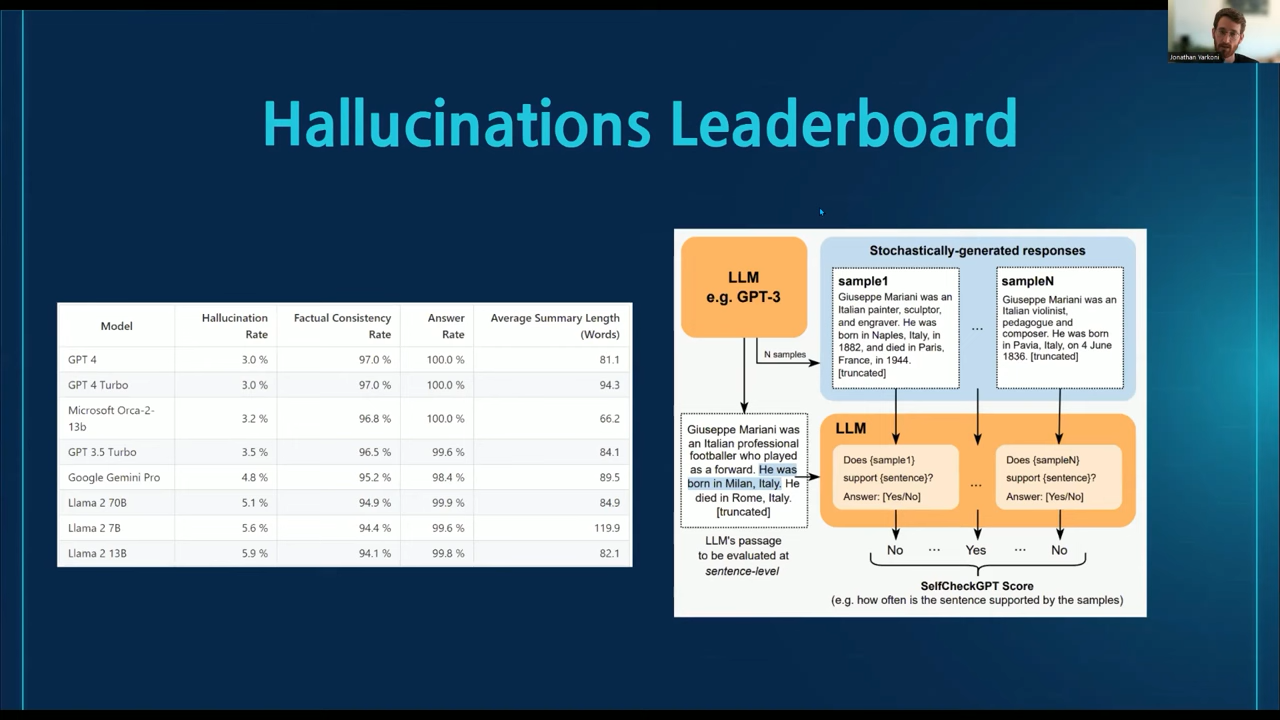 Jonathan Yarkoni
Hallucinations Leaderboard
Model
Hallucination
Rate
Factual Consistency
Rate
Answer
Rate
Average Summary Length
(Words)
GPT 4 3.0 % 97.0 % 100.0 % 81.1
GPT 4 Turbo 3.0 % 97.0 % 100.0 % 94.3
Microsoft Orca-2-
13b 3.2 % 96.8 % 100.0 % 66.2
GPT 3.5 Turbo 3.5 % 96.5 % 99.6 % 84.1
Google Gemini Pro 4.8 % 95.2 % 98.4 % 89.5
Llama 2 70B 5.1 % 94.9 % 99.9 % 84.9
Llama 2 7B 5.6 % 94.4 % 99.6 % 119.9
Llama 2 13B 5.9 % 94.1 % 99.8 % 82.1
LLM
e.g. GPT-3
N samples
Stochastically-generated responses
sample1
Giuseppe Mariani was an
Italian painter, sculptor,
and engraver. He was
born in Naples, Italy, in
1882, and died in Paris,
France, in 1944.
[truncated]
...
sampleN
Giuseppe Mariani was an
Italian violinist,
pedagogue and
composer. He was born
in Pavia, Italy, on 4 June
1836. [truncated]
Giuseppe Mariani was
an Italian professional
footballer who played
as a forward. He was
born in Milan, Italy. He
died in Rome, Italy.
[truncated]
LLM's passage
to be evaluated at
sentence-level
LLM
Does {sample1}
support {sentence}?
Answer: [Yes/No]
...
Does {sampleN}
support {sentence}?
Answer: [Yes/No]
No ... Yes ... No
SelfCheckGPT Score
(e.g. how often is the sentence supported by the samples)